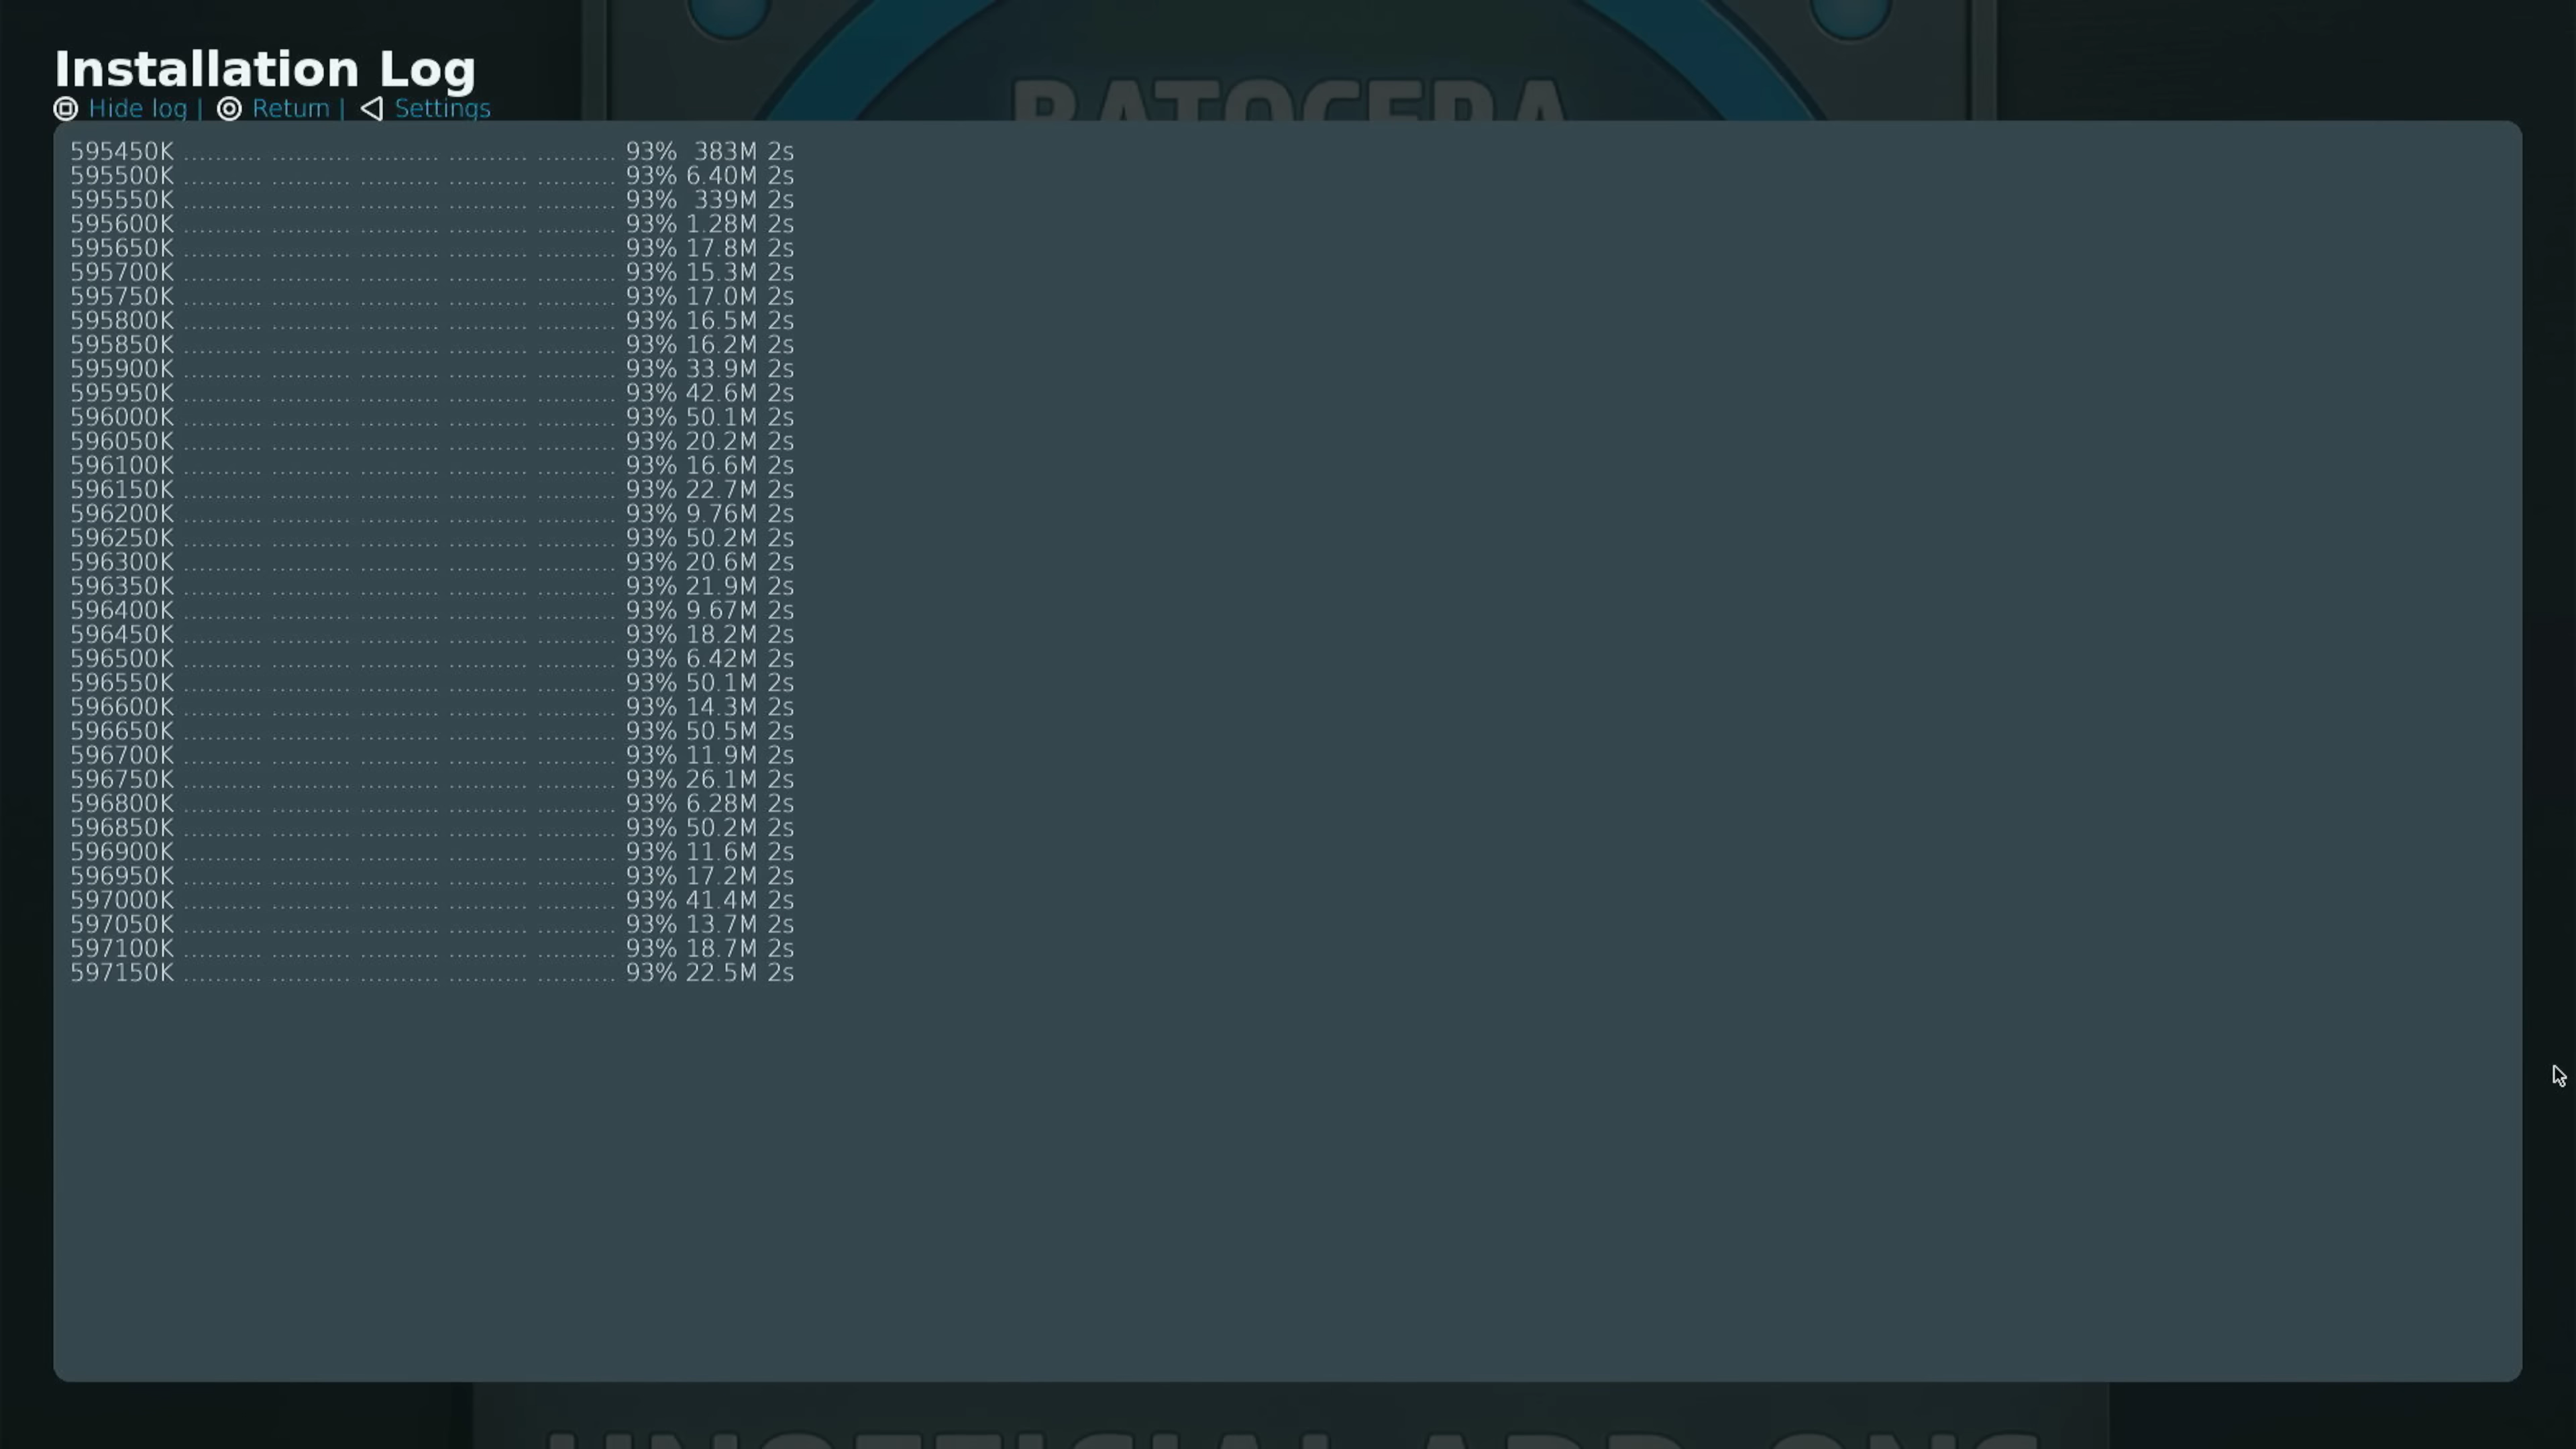 BATOCERA
Installation Log
Hide log | Return | Settings
595450K .......... .......... .......... .......... .......... 93% 383M 2s
595500K .......... .......... .......... .......... .......... 93% 6.40M 2s
595550K .......... .......... .......... .......... .......... 93% 339M 2s
595600K .......... .......... .......... .......... .......... 93% 1.28M 2s
595650K .......... .......... .......... .......... .......... 93% 17.8M 2s
595700K .......... .......... .......... .......... .......... 93% 15.3M 2s
595750K .......... .......... .......... .......... .......... 93% 17.0M 2s
595800K .......... .......... .......... .......... .......... 93% 16.5M 2s
595850K .......... .......... .......... .......... .......... 93% 16.2M 2s
595900K .......... .......... .......... .......... .......... 93% 33.9M 2s
595950K .......... .......... .......... .......... .......... 93% 42.6M 2s
596000K .......... .......... .......... .......... .......... 93% 50.1M 2s
596050K .......... .......... .......... .......... .......... 93% 20.2M 2s
596100K .......... .......... .......... .......... .......... 93% 16.6M 2s
596150K .......... .......... .......... .......... .......... 93% 22.7M 2s
596200K .......... .......... .......... .......... .......... 93% 9.76M 2s
596250K .......... .......... .......... .......... .......... 93% 50.2M 2s
596300K .......... .......... .......... .......... .......... 93% 20.6M 2s
596350K .......... .......... .......... .......... .......... 93% 21.9M 2s
596400K .......... .......... .......... .......... .......... 93% 9.67M 2s
596450K .......... .......... .......... .......... .......... 93% 18.2M 2s
596500K .......... .......... .......... .......... .......... 93% 6.42M 2s
596550K .......... .......... .......... .......... .......... 93% 50.1M 2s
596600K .......... .......... .......... .......... .......... 93% 14.3M 2s
596650K .......... .......... .......... .......... .......... 93% 50.5M 2s
596700K .......... .......... .......... .......... .......... 93% 11.9M 2s
596750K .......... .......... .......... .......... .......... 93% 26.1M 2s
596800K .......... .......... .......... .......... .......... 93% 6.28M 2s
596850K .......... .......... .......... .......... .......... 93% 50.2M 2s
596900K .......... .......... .......... .......... .......... 93% 11.6M 2s
596950K .......... .......... .......... .......... .......... 93% 17.2M 2s
597000K .......... .......... .......... .......... .......... 93% 41.4M 2s
597050K .......... .......... .......... .......... .......... 93% 13.7M 2s
597100K .......... .......... .......... .......... .......... 93% 18.7M 2s
597150K .......... .......... .......... .......... .......... 93% 22.5M 2s
UNOFFICIAL ADD-ONS